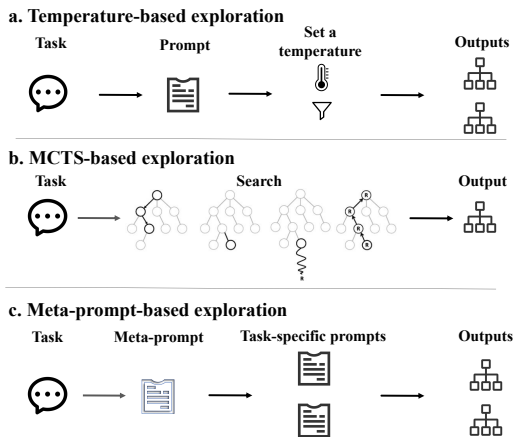 a. Temperature-based exploration
Task
Prompt
Set a
temperature
Outputs
b. MCTS-based exploration
Task
Search
Output
R
R
R
R
R
c. Meta-prompt-based exploration
Task
Meta-prompt
Task-specific prompts
Outputs